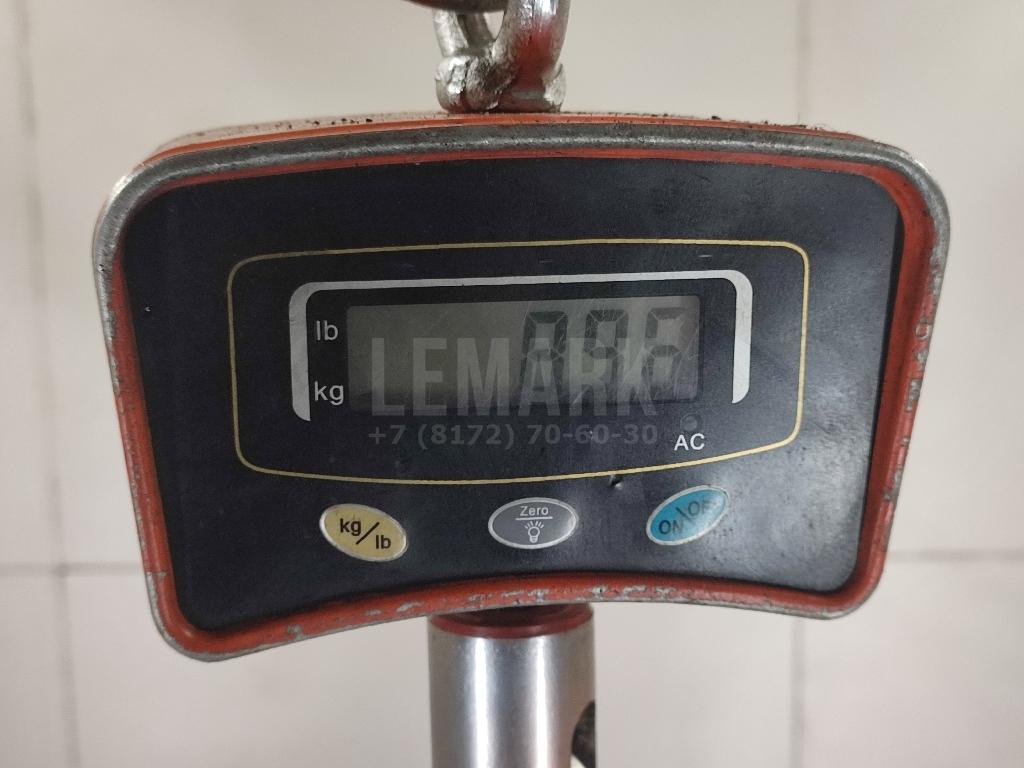 lb
kg
LEMARK
+7 (8172) 70-60-30
AC
kg/lb
Zero
ON/OFF